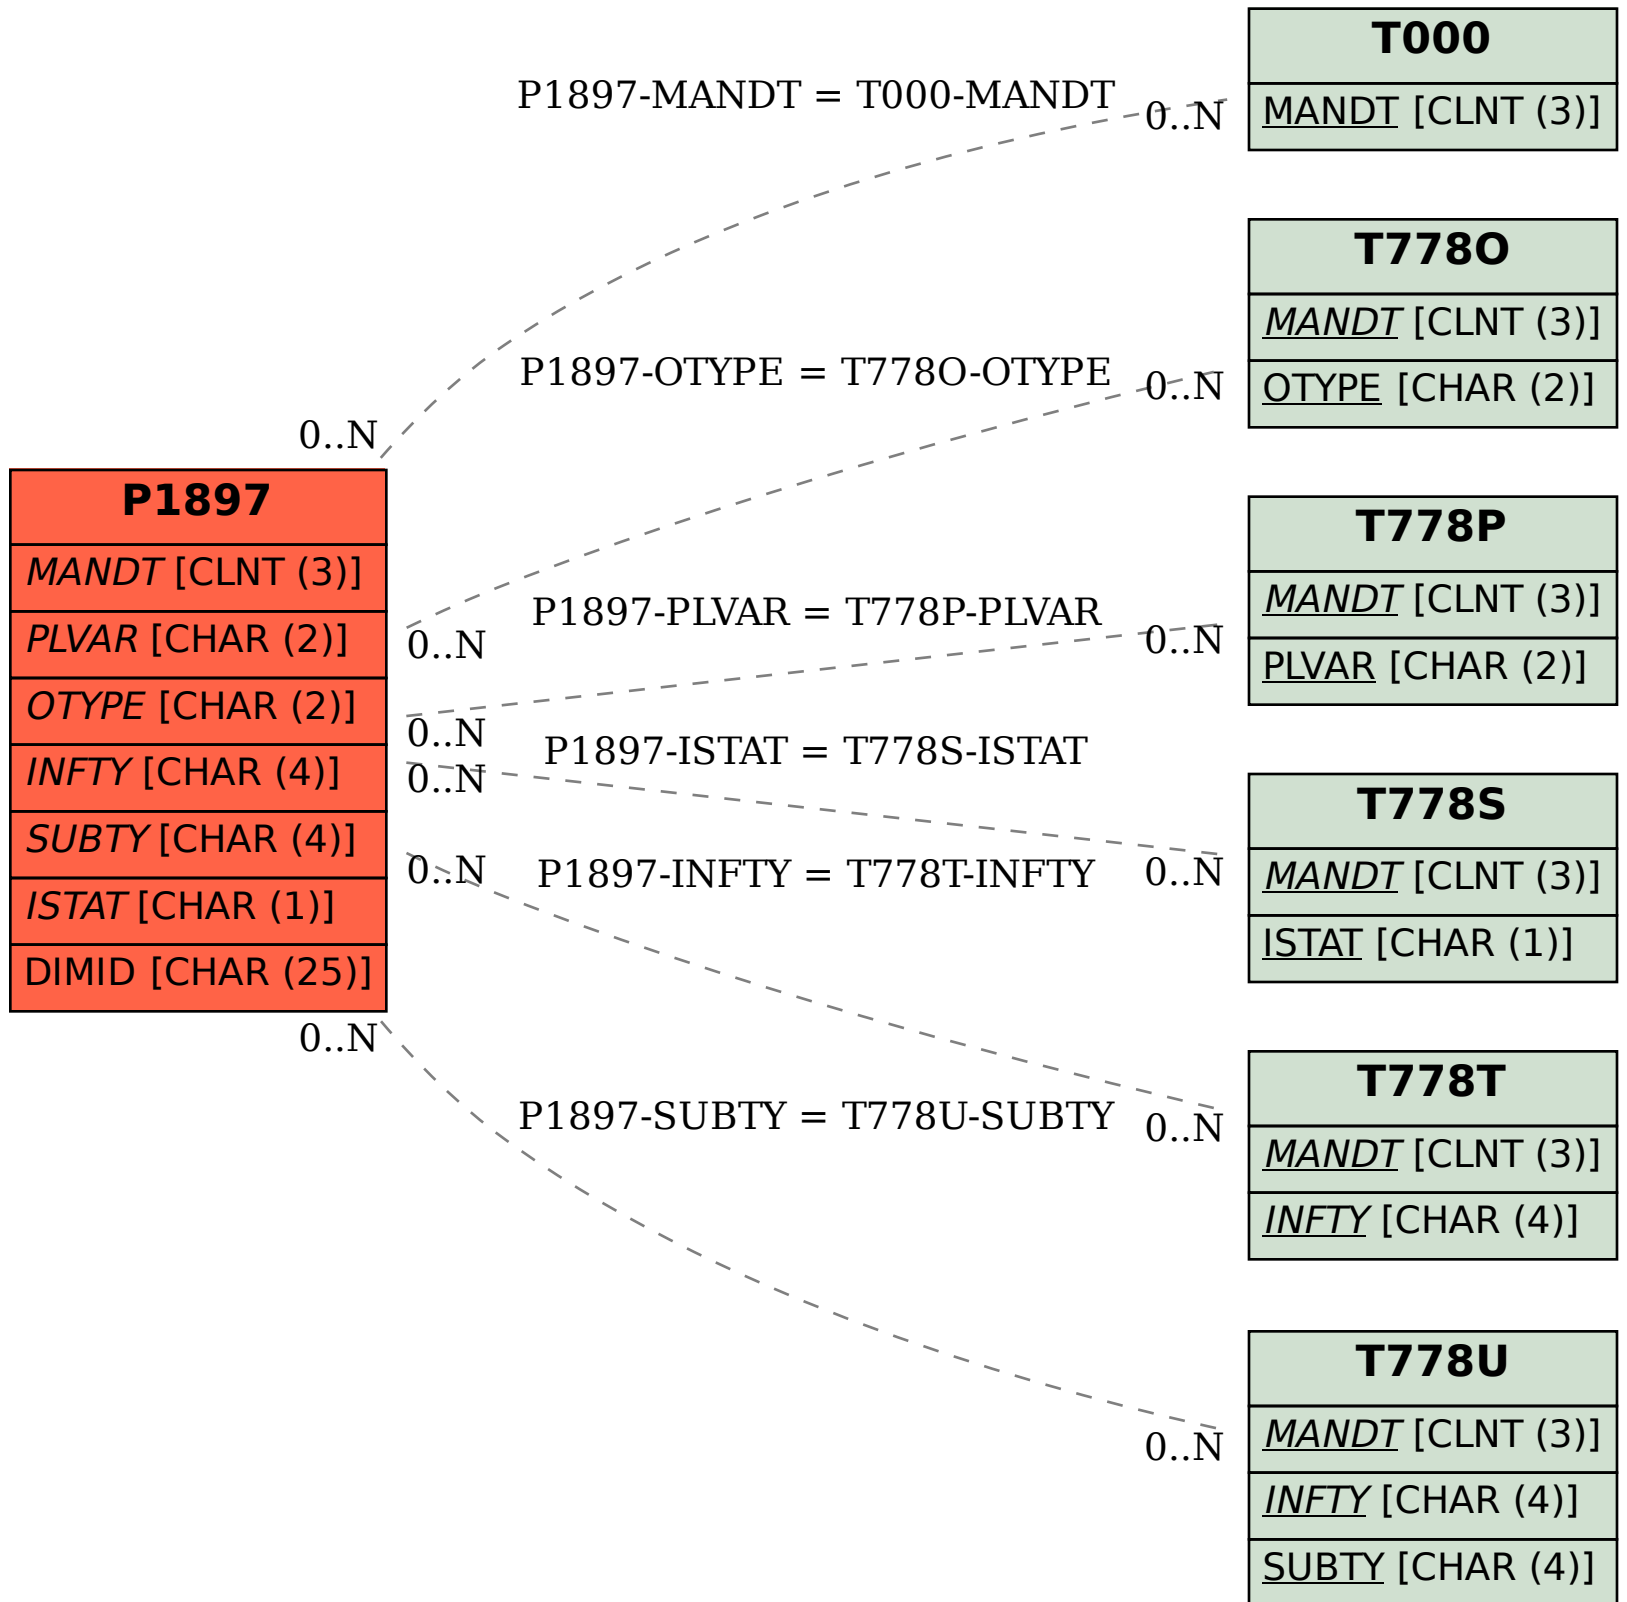 T000
MANDT [CLNT (3)]
P1897-MANDT = T000-MANDT
0..N
0..N
T778O
MANDT [CLNT (3)]
OTYPE [CHAR (2)]
P1897-OTYPE = T778O-OTYPE
0..N
0..N
P1897
MANDT [CLNT (3)]
PLVAR [CHAR (2)]
OTYPE [CHAR (2)]
INFTY [CHAR (4)]
SUBTY [CHAR (4)]
ISTAT [CHAR (1)]
DIMID [CHAR (25)]
T778P
MANDT [CLNT (3)]
PLVAR [CHAR (2)]
P1897-PLVAR = T778P-PLVAR
0..N
0..N
P1897-ISTAT = T778S-ISTAT
0..N
0..N
T778S
MANDT [CLNT (3)]
ISTAT [CHAR (1)]
P1897-INFTY = T778T-INFTY
0..N
0..N
T778T
MANDT [CLNT (3)]
INFTY [CHAR (4)]
P1897-SUBTY = T778U-SUBTY
0..N
0..N
T778U
MANDT [CLNT (3)]
INFTY [CHAR (4)]
SUBTY [CHAR (4)]